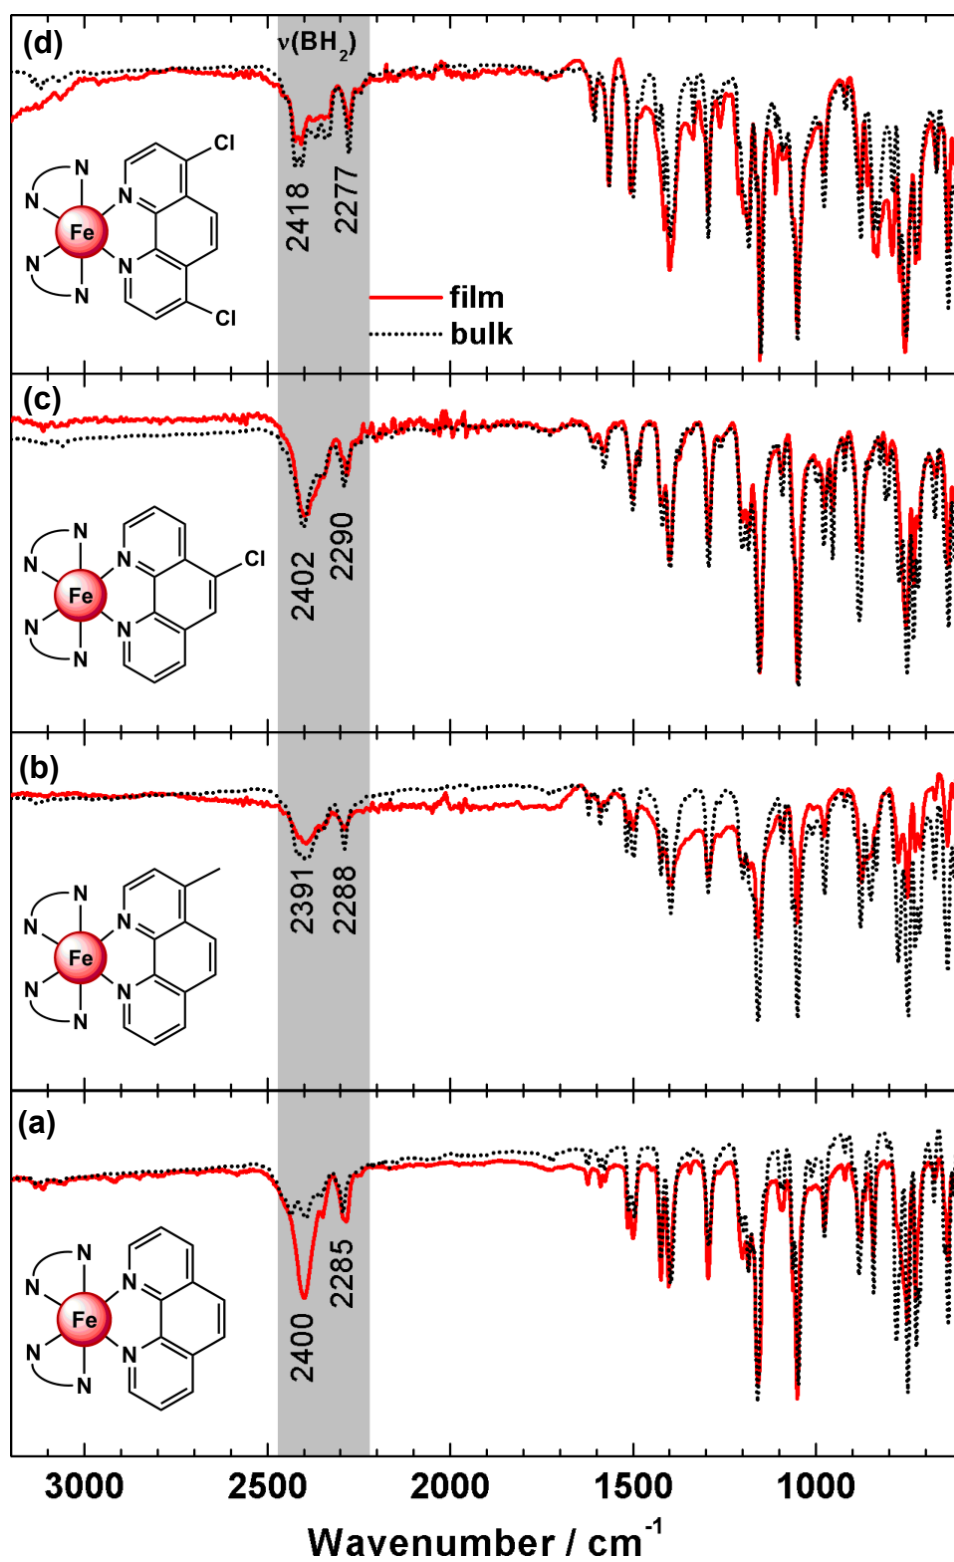 (d)
ν(BH2)
Cl
N
N
N
Fe
N
N
N
Cl
2418
2277
film
bulk
(c)
N
N
N
Cl
Fe
N
N
N
2402
2290
(b)
N
N
N
Fe
N
N
N
2391
2288
(a)
N
N
N
Fe
N
N
N
2400
2285
3000 2500 2000 1500 1000
Wavenumber / cm-1